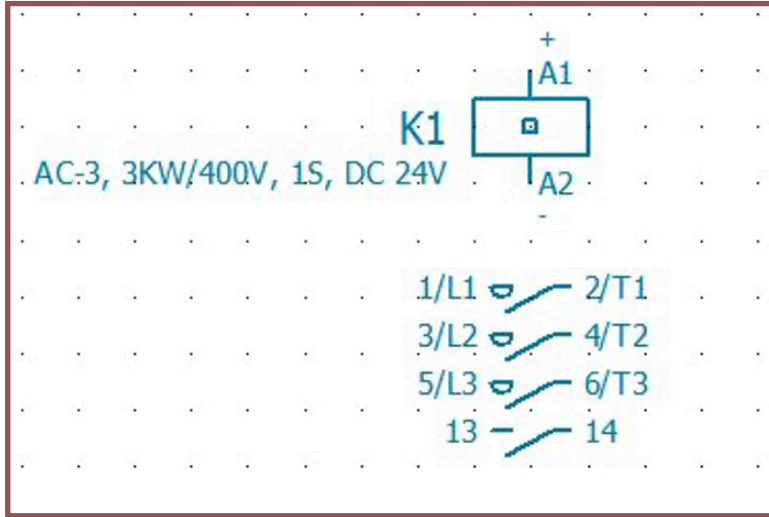 +
A1
K1
AC-3, 3KW/400V, 1S, DC 24V
A2
-
1/L1 2/T1
3/L2 4/T2
5/L3 6/T3
13 14